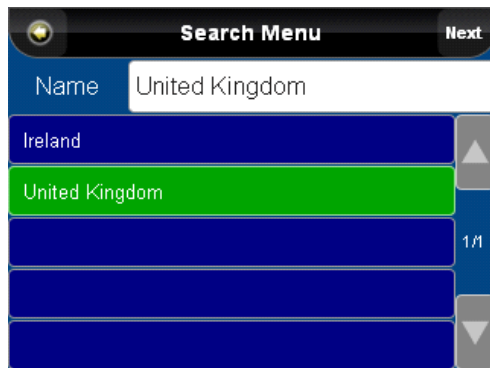 Search Menu Next
Name United Kingdom
Ireland
United Kingdom
1/1